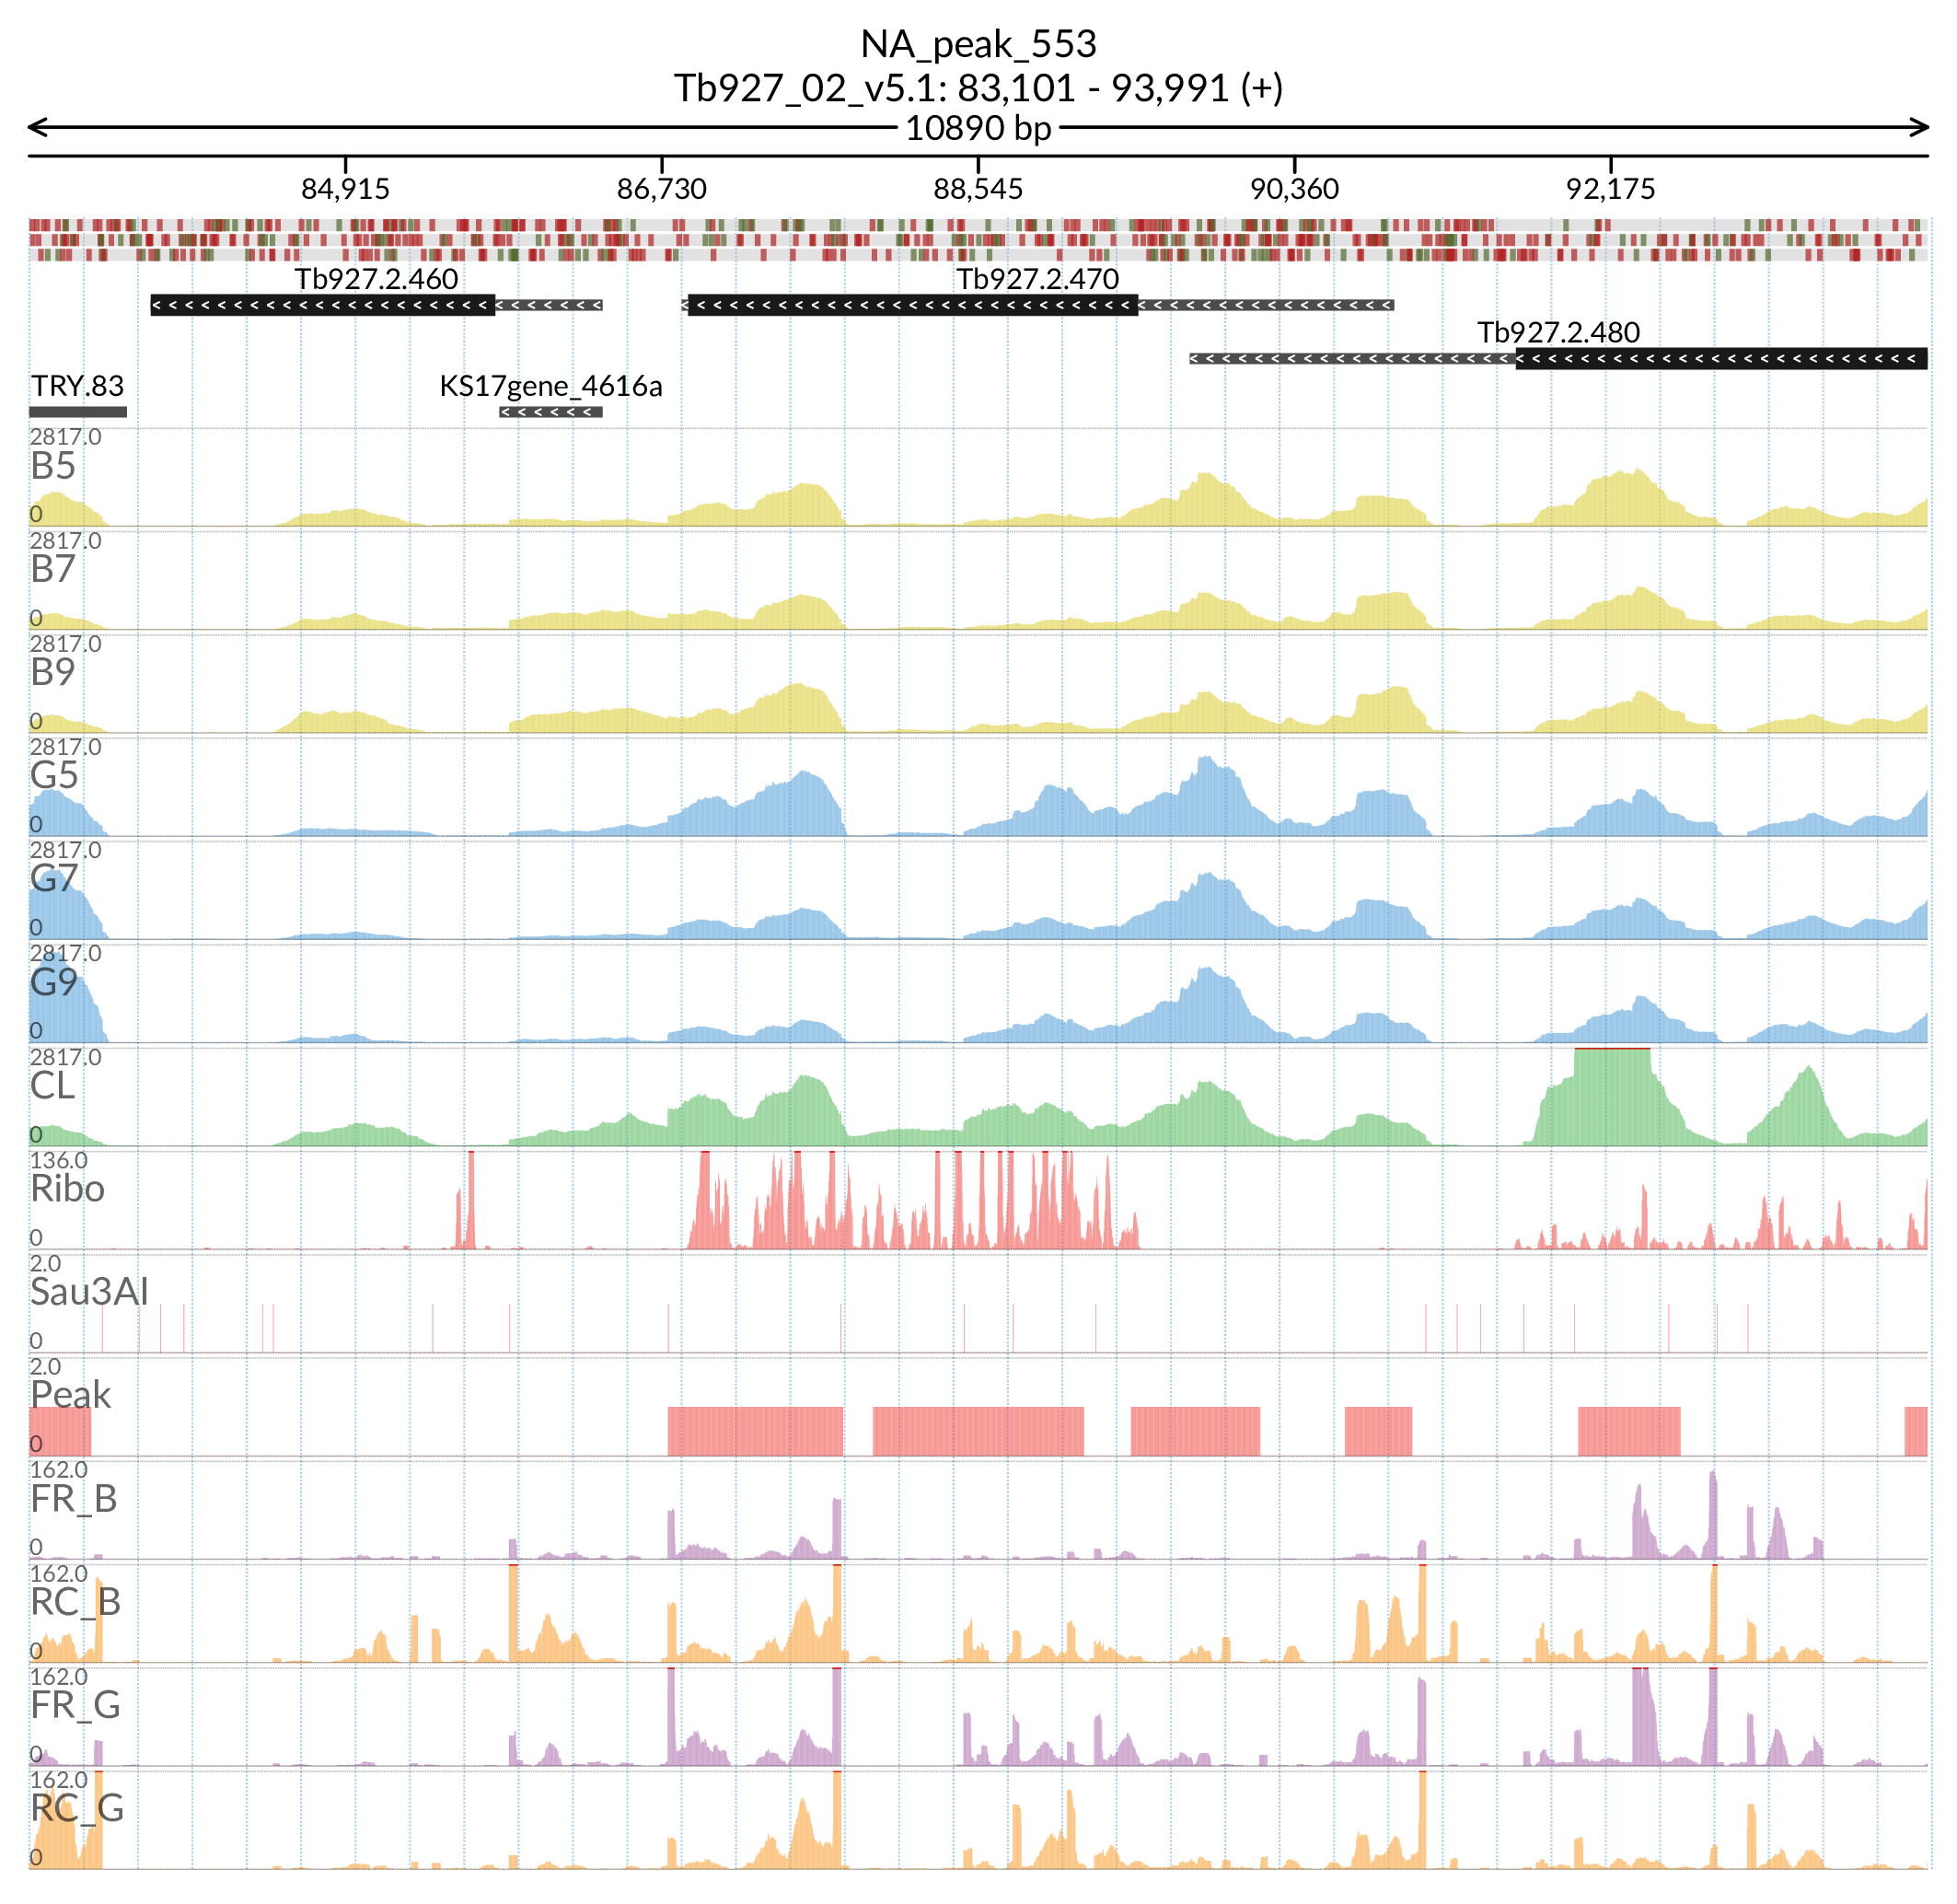 NA_peak_553
Tb927_02_v5.1: 83,101 - 93,991 (+)
10890 bp
84,915 86,730 88,545 90,360 92,175
Tb927.2.460 Tb927.2.470
Tb927.2.480
TRY.83 KS17gene_4616a
2817.0
B5
0
2817.0
B7
0
2817.0
B9
0
2817.0
G5
0
2817.0
G7
0
2817.0
G9
0
2817.0
CL
0
136.0
Ribo
0
2.0
Sau3AI
0
2.0
Peak
0
162.0
FR_B
0
162.0
RC_B
0
162.0
FR_G
0
162.0
RC_G
0